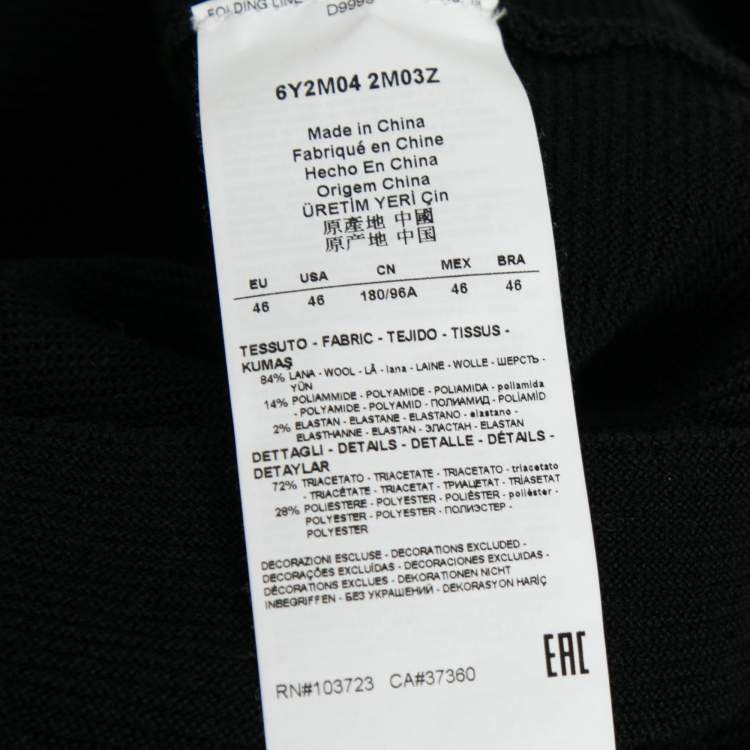 FOLDING LINE
6Y2M04 2M03Z
Made in China
Fabriqué en Chine
Hecho En China
Origem China
ÜRETİM YERİ Çin
原產地 中國
原产地 中国
EU USA CN MEX BRA
46 46 180/96A 46 46
TESSUTO - FABRIC - TEJIDO - TISSUS -
KUMAŞ
84% LANA - WOOL - LÃ - lana - LAINE - WOLLE - ШЕРСТЬ -
YÜN
14% POLIAMMIDE - POLYAMIDE - POLIAMIDA - poliamida
- POLYAMIDE - POLYAMID - ПОЛИАМИД - POLİAMİD
2% ELASTAN - ELASTANE - ELASTANO - elastano -
ELASTHANNE - ELASTAN - ЭЛАСТАН - ELASTAN
DETTAGLI - DETAILS - DETALLE - DÉTAILS -
DETAYLAR
72% TRIACETATO - TRIACETATE - TRIACETATO - triacetato
- TRIACÉTATE - TRIACETAT - ТРИАЦЕТАТ - TRİASETAT
28% POLIESTERE - POLYESTER - POLIÉSTER - poliéster -
POLYESTER - POLYESTER - ПОЛИЭСТЕР -
POLYESTER
DECORAZIONI ESCLUSE - DECORATIONS EXCLUDED -
DECORAÇÕES EXCLUÍDAS - DECORACIONES EXCLUIDAS -
DÉCORATIONS EXCLUES - DEKORATIONEN NICHT
INBEGRIFFEN - БЕЗ УКРАШЕНИЙ - DEKORASYON HARİÇ
EAC
RN#103723 CA#37360